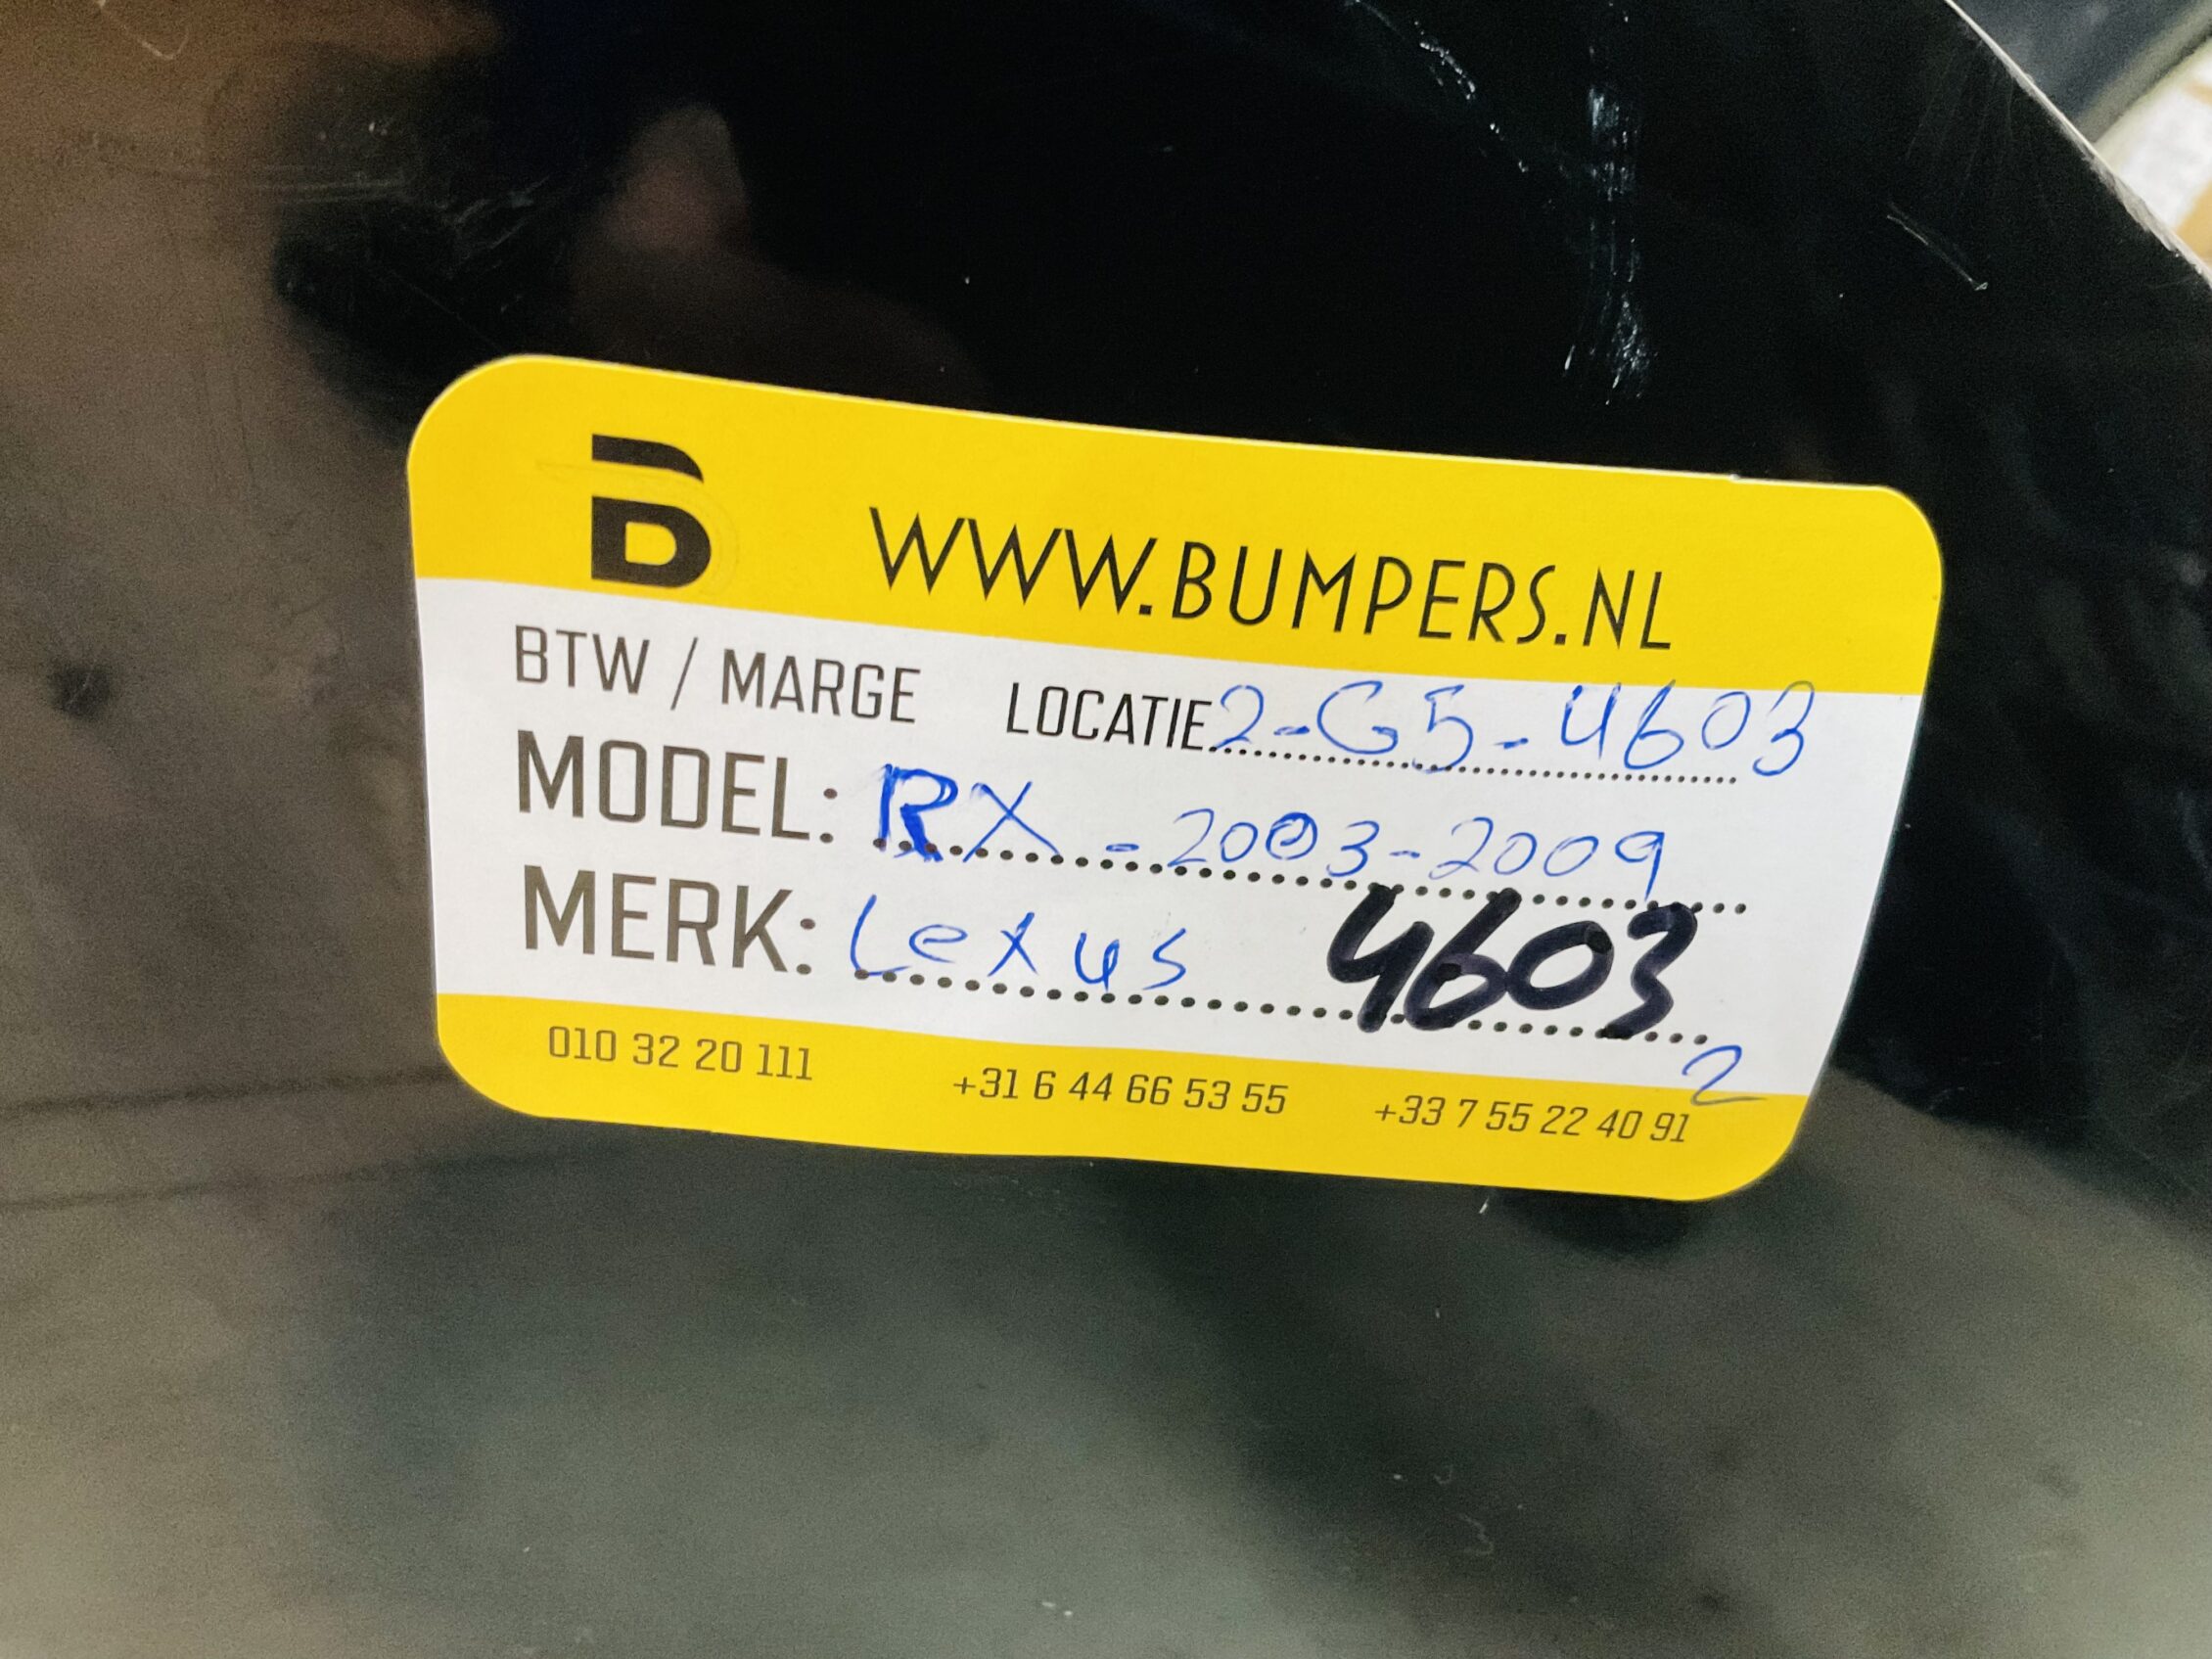 B WWW.BUMPERS.NL
BTW / MARGE LOCATIE 2-G5-4603
MODEL: RX-2003-2009
MERK: Lexus 4603
2
010 32 20 111 +31 6 44 66 53 55 +33 7 55 22 40 91